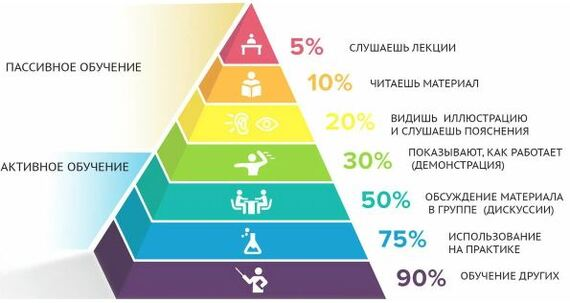 5% СЛУШАЕШЬ ЛЕКЦИИ
ПАССИВНОЕ ОБУЧЕНИЕ
10% ЧИТАЕШЬ МАТЕРИАЛ
20% ВИДИШЬ ИЛЛЮСТРАЦИЮ
И СЛУШАЕШЬ ПОЯСНЕНИЯ
АКТИВНОЕ ОБУЧЕНИЕ
30% ПОКАЗЫВАЮТ, КАК РАБОТАЕТ
(ДЕМОНСТРАЦИЯ)
50% ОБСУЖДЕНИЕ МАТЕРИАЛА
В ГРУППЕ (ДИСКУССИИ)
75% ИСПОЛЬЗОВАНИЕ
НА ПРАКТИКЕ
90% ОБУЧЕНИЕ ДРУГИХ